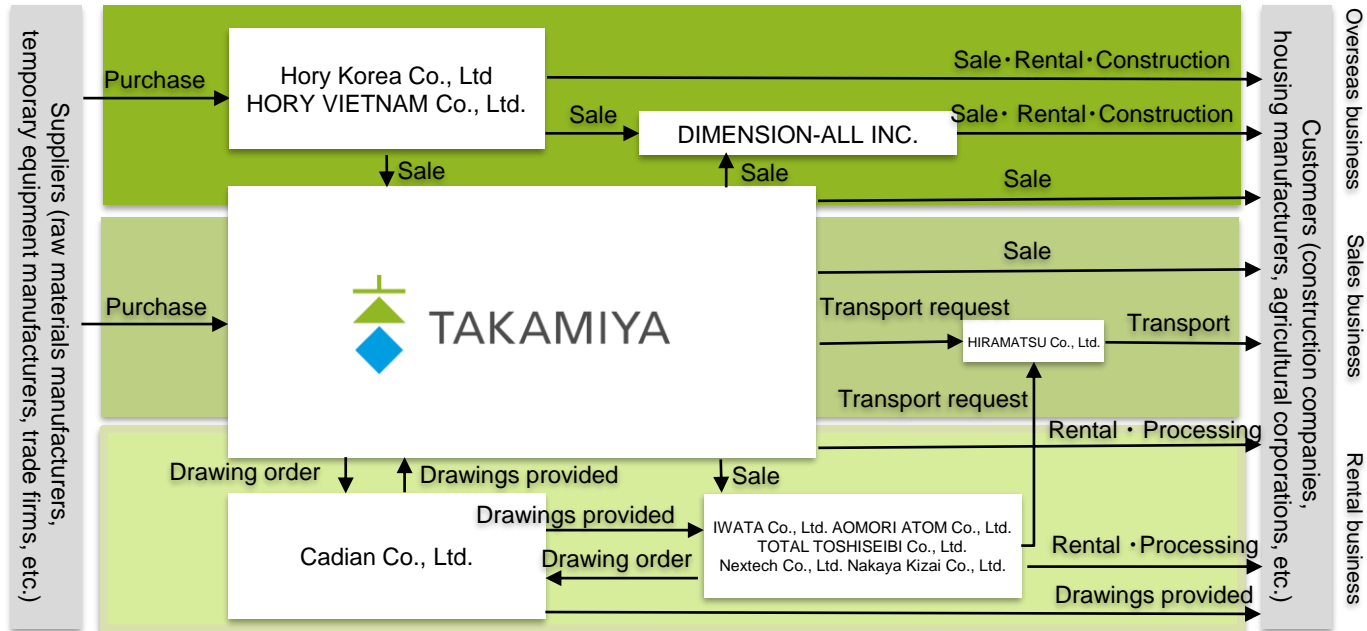 Suppliers (raw materials manufacturers,
temporary equipment manufacturers, trade firms, etc.)
Purchase
Hory Korea Co., Ltd
HORY VIETNAM Co., Ltd.
Sale・Rental・Construction
Sale
DIMENSION-ALL INC.
Sale・ Rental・Construction
Sale
Sale
Sale
Purchase
TAKAMIYA
Sale
Transport request
HIRAMATSU Co., Ltd.
Transport
Transport request
Rental ・ Processing
Drawing order
Drawings provided
Sale
Cadian Co., Ltd.
Drawings provided
Drawing order
IWATA Co., Ltd. AOMORI ATOM Co., Ltd.
TOTAL TOSHISEIBI Co., Ltd.
Nextech Co., Ltd. Nakaya Kizai Co., Ltd.
Rental ・Processing
Drawings provided
Customers (construction companies,
housing manufacturers, agricultural corporations, etc.)
Overseas business
Sales business
Rental business